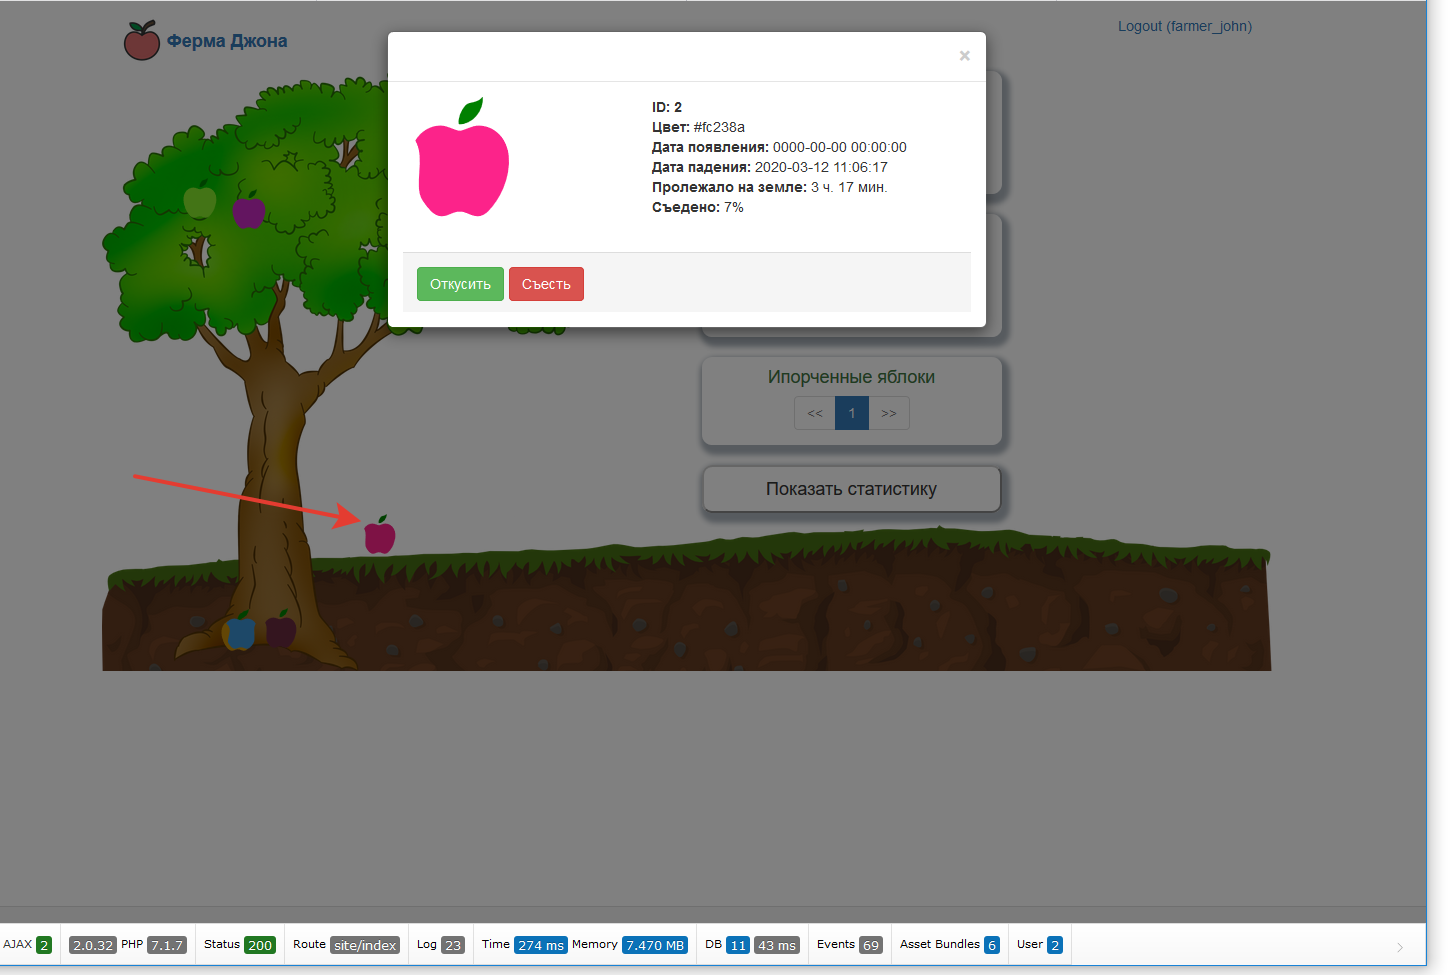 Ферма Джона
Logout (farmer_john)
×
ID: 2
Цвет: #fc238a
Дата появления: 0000-00-00 00:00:00
Дата падения: 2020-03-12 11:06:17
Пролежало на земле: 3 ч. 17 мин.
Съедено: 7%
Откусить Съесть
Ипорченные яблоки
<< 1 >>
Показать статистику
AJAX 2 2.0.32 PHP 7.1.7 Status 200 Route site/index Log 23 Time 274 ms Memory 7.470 MB DB 11 43 ms Events 69 Asset Bundles 6 User 2